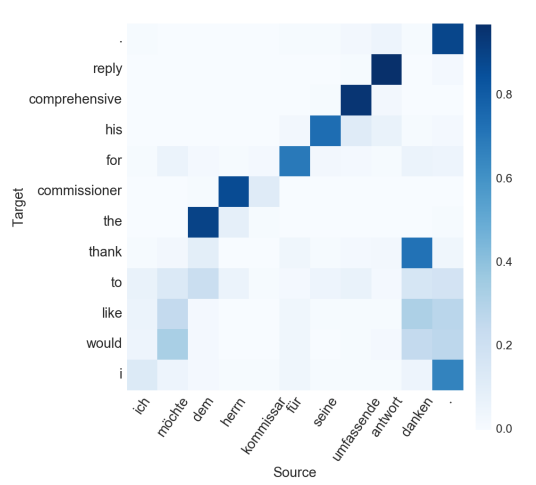 .
reply
comprehensive
his
for
commissioner
the
thank
to
like
would
i
Target
ich
möchte
dem
herrn
kommissar
für
seine
umfassende
antwort
danken
.
Source
0.8
0.6
0.4
0.2
0.0